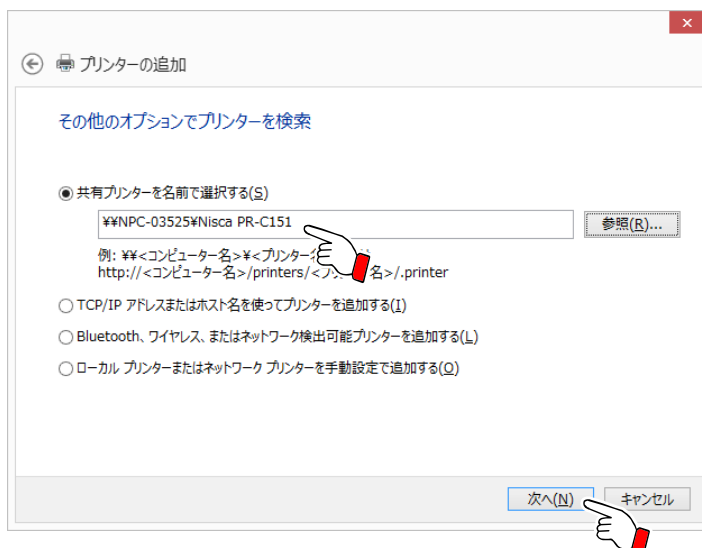 プリンターの追加
その他のオプションでプリンターを検索
共有プリンターを名前で選択する(S)
¥¥NPC-03525¥Nisca PR-C151
参照(R)...
例: ¥¥<コンピューター名>¥<プリンター
http://<コンピューター名>/printers/< 名>/.printer
TCP/IP アドレスまたはホスト名を使ってプリンターを追加する(I)
Bluetooth、ワイヤレス、またはネットワーク検出可能プリンターを追加する(L)
ローカル プリンターまたはネットワーク プリンターを手動設定で追加する(O)
次へ(N)
キャンセル